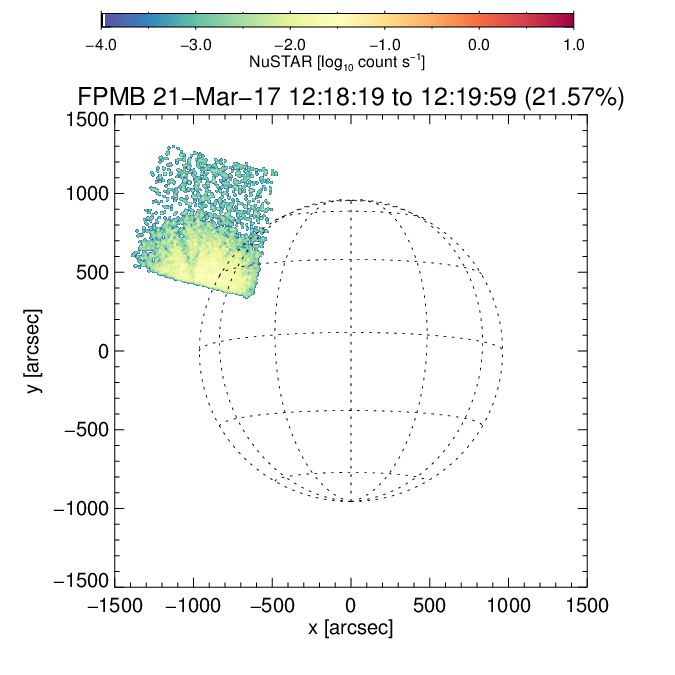 −4.0 −3.0 −2.0 −1.0 0.0 1.0
NuSTAR [log10 count s−1]
FPMB 21−Mar−17 12:18:19 to 12:19:59 (21.57%)
1500
1000
500
0
−500
−1000
−1500
y [arcsec]
−1500 −1000 −500 0 500 1000 1500
x [arcsec]